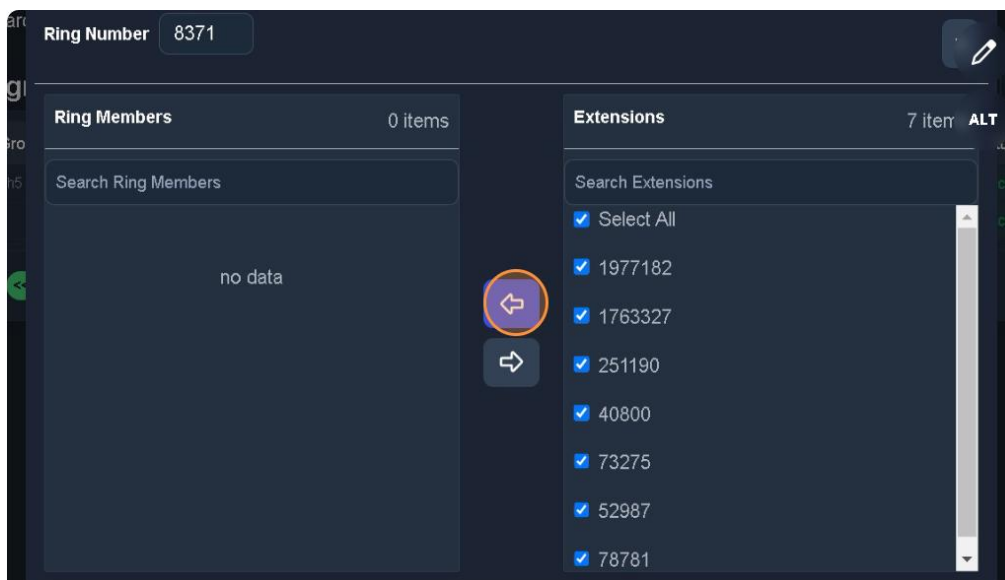 Ring Number 8371
Ring Members 0 items
Search Ring Members
no data
Extensions 7 item
ALT
Search Extensions
Select All
1977182
1763327
251190
40800
73275
52987
78781